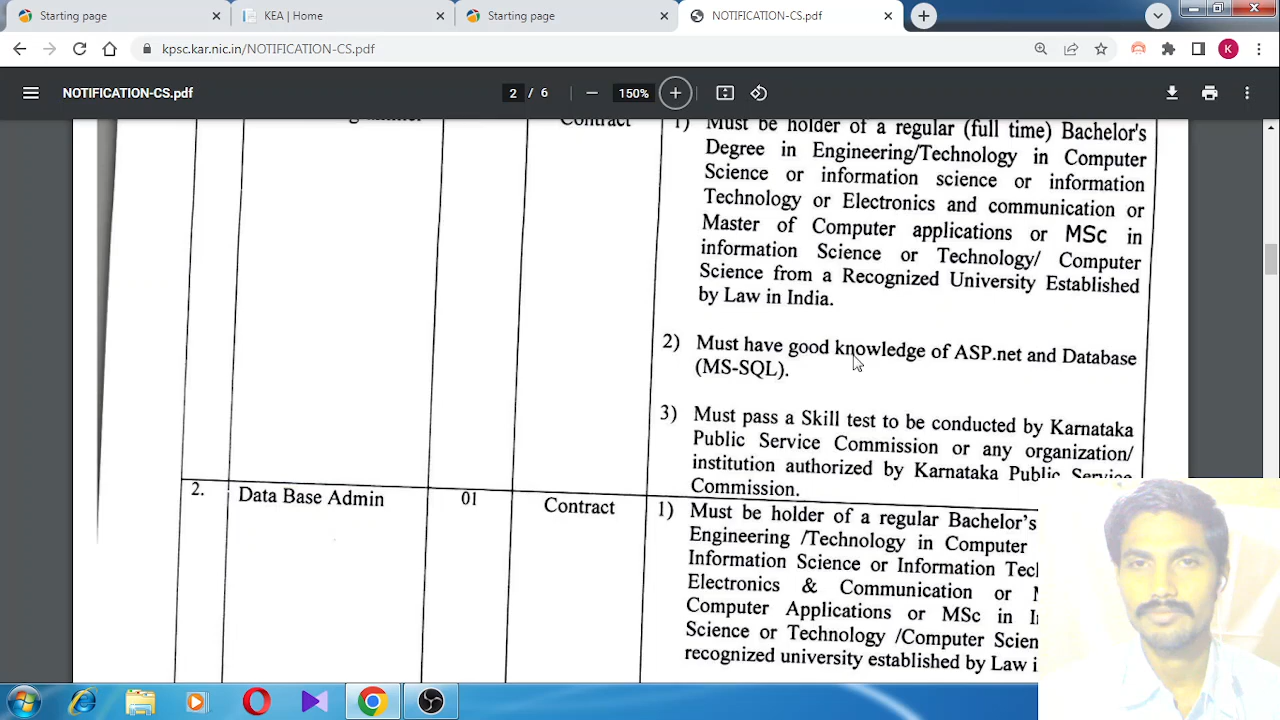 Starting page
KEA | Home
Starting page
NOTIFICATION-CS.pdf
kpsc.kar.nic.in/NOTIFICATION-CS.pdf
K
NOTIFICATION-CS.pdf
2 / 6
150%
Contract
1) Must be holder of a regular (full time) Bachelor's
Degree in Engineering/Technology in Computer
Science or information science or information
Technology or Electronics and communication or
Master of Computer applications or MSc in
information Science or Technology/ Computer
Science from a Recognized University Established
by Law in India.
2) Must have good knowledge of ASP.net and Database
(MS-SQL).
3) Must pass a Skill test to be conducted by Karnataka
Public Service Commission or any organization/
institution authorized by Karnataka Public Service
Commission.
2. Data Base Admin 01 Contract 1) Must be holder of a regular Bachelor's
Engineering /Technology in Computer
Information Science or Information
Electronics & Communication or
Computer Applications or MSc in
Science or Technology /Computer
recognized university established by Law